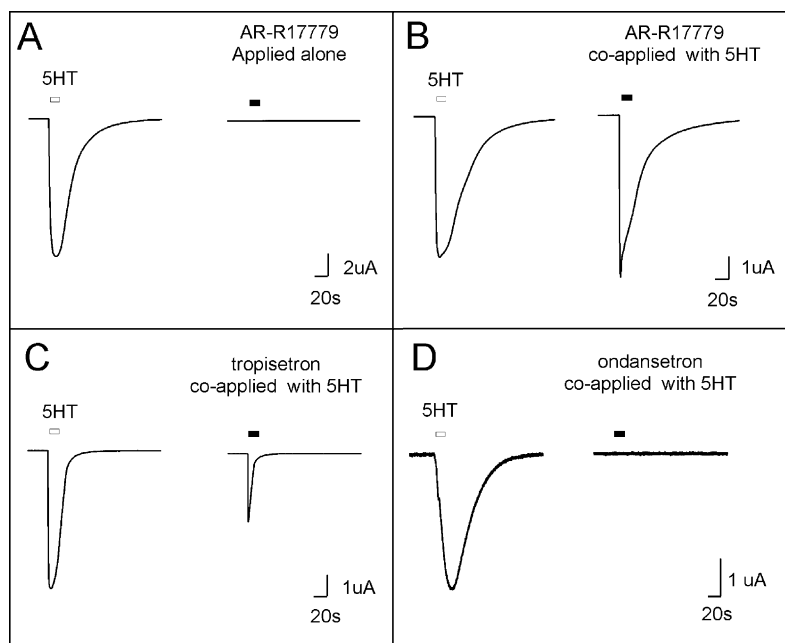 A
AR-R17779
Applied alone
5HT
2uA
20s
B
AR-R17779
co-applied with 5HT
5HT
1uA
20s
C
tropisetron
co-applied with 5HT
5HT
1uA
20s
D
ondansetron
co-applied with 5HT
5HT
1 uA
20s